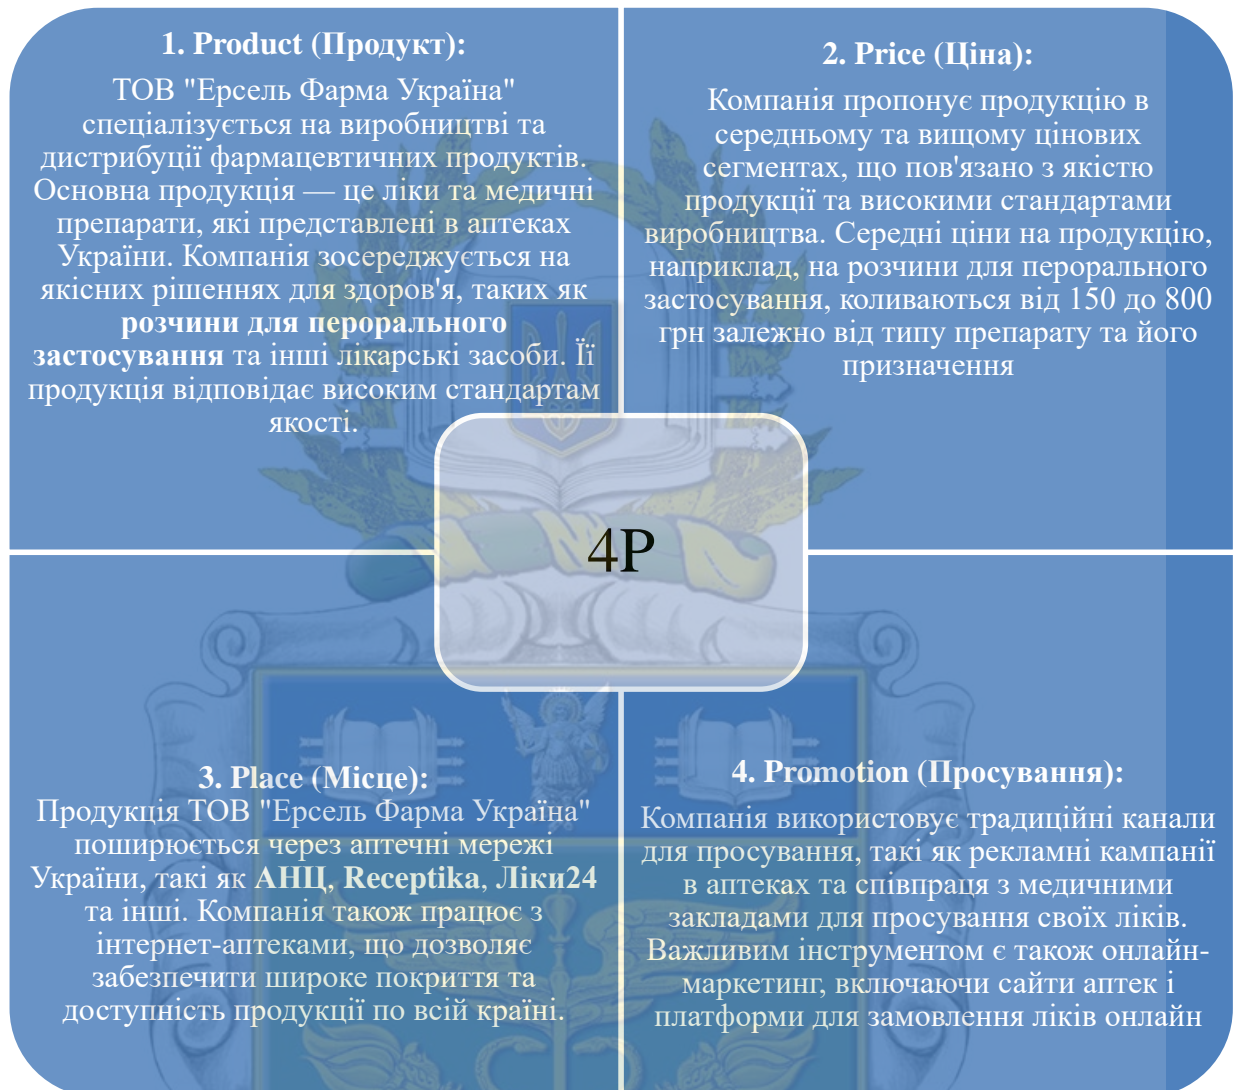 1. Product (Продукт):
ТОВ "Ерсель Фарма Україна"
спеціалізується на виробництві та
дистрибуції фармацевтичних продуктів.
Основна продукція — це ліки та медичні
препарати, які представлені в аптеках
України. Компанія зосереджується на
якісних рішеннях для здоров'я, таких як
розчини для перорального
застосування та інші лікарські засоби. Її
продукція відповідає високим стандартам
якості.
2. Price (Ціна):
Компанія пропонує продукцію в
середньому та вищому цінових
сегментах, що пов'язано з якістю
продукції та високими стандартами
виробництва. Середні ціни на продукцію,
наприклад, на розчини для перорального
застосування, коливаються від 150 до 800
грн залежно від типу препарату та його
призначення
4P
3. Place (Місце):
Продукція ТОВ "Ерсель Фарма Україна"
поширюється через аптечні мережі
України, такі як АНЦ, Receptika, Ліки24
та інші. Компанія також працює з
інтернет-аптеками, що дозволяє
забезпечити широке покриття та
доступність продукції по всій країні.
4. Promotion (Просування):
Компанія використовує традиційні канали
для просування, такі як рекламні кампанії
в аптеках та співпраця з медичними
закладами для просування своїх ліків.
Важливим інструментом є також онлайн-
маркетинг, включаючи сайти аптек і
платформи для замовлення ліків онлайн